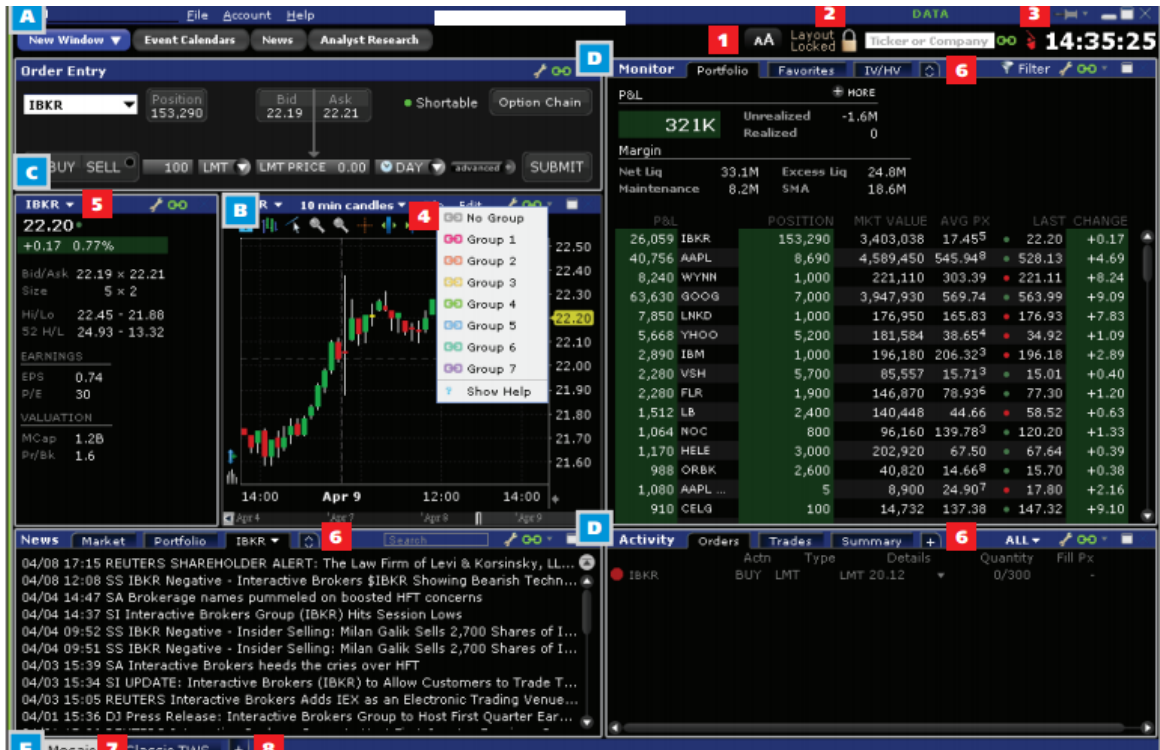 A File Account Help 2 DATA 3
New Window Event Calendars News Analyst Research 1 AA Layout Locked Ticker or Company 14:35:25
Order Entry D
IBKR Position 153,290 Bid 22.19 Ask 22.21 Shortable Option Chain
C BUY SELL 100 LMT LMT PRICE 0.00 DAY advanced SUBMIT
IBKR 5
22.20
+0.17 0.77%
Bid/Ask 22.19 x 22.21
Size 5 x 2
Hi/Lo 22.45 - 21.88
52 H/L 24.93 - 13.32
EARNINGS
EPS 0.74
P/E 30
VALUATION
MCap 1.2B
Pr/Bk 1.6
B 10 min candles Edit
4 No Group
Group 1
Group 2
Group 3
Group 4
Group 5
Group 6
Group 7
? Show Help
22.50
22.40
22.30
22.20
22.10
22.00
21.90
21.80
21.70
21.60
14:00 Apr 9 12:00 14:00
Apr 4 Apr 7 Apr 8 Apr 9
Monitor Portfolio Favorites IV/HV 6 Filter
P&L + MORE
321K Unrealized -1.6M
Realized 0
Margin
Net Liq 33.1M Excess Liq 24.8M
Maintenance 8.2M SMA 18.6M
P&L POSITION MKT VALUE AVG PX LAST CHANGE
26,059 IBKR 153,290 3,403,038 17.45⁵ 22.20 +0.17
40,756 AAPL 8,690 4,589,450 545.94⁸ 528.13 +4.69
8,240 WYNN 1,000 221,110 303.39 221.11 +8.24
63,630 GOOG 7,000 3,947,930 569.74 563.99 +9.09
7,850 LNKD 1,000 176,950 165.83 176.93 +7.83
5,668 YHOO 5,200 181,584 38.65⁴ 34.92 +1.09
2,890 IBM 1,000 196,180 206.32³ 196.18 +2.89
2,280 VSH 5,700 85,557 15.71³ 15.01 +0.40
2,280 FLR 1,900 146,870 78.93⁶ 77.30 +1.20
1,512 LB 2,400 140,448 44.66 58.52 +0.63
1,064 NOC 800 96,160 139.78³ 120.20 +1.33
1,170 HELE 3,000 202,920 67.50 67.64 +0.39
988 ORBK 2,600 40,820 14.66⁸ 15.70 +0.38
1,080 AAPL ... 5 8,900 24.90⁷ 17.80 +2.16
910 CELG 100 14,732 137.38 147.32 +9.10
News Market Portfolio IBKR 6 Search
04/08 17:15 REUTERS SHAREHOLDER ALERT: The Law Firm of Levi & Korsinsky, LL...
04/08 12:08 SS IBKR Negative - Interactive Brokers $IBKR Showing Bearish Techn...
04/04 14:47 SA Brokerage names pummeled on boosted HFT concerns
04/04 14:37 SI Interactive Brokers Group (IBKR) Hits Session Lows
04/04 09:52 SS IBKR Negative - Insider Selling: Milan Galik Sells 2,700 Shares of I...
04/04 09:51 SS IBKR Negative - Insider Selling: Milan Galik Sells 2,700 Shares of I...
04/03 15:39 SA Interactive Brokers heeds the cries over HFT
04/03 15:34 SI UPDATE: Interactive Brokers (IBKR) to Allow Customers to Trade T...
04/03 15:05 REUTERS Interactive Brokers Adds IEX as an Electronic Trading Venue...
04/01 15:36 DJ Press Release: Interactive Brokers Group to Host First Quarter Ear...
D
Activity Orders Trades Summary + 6 ALL
Actn Type Details Quantity Fill Px
IBKR BUY LMT LMT 20.12 0/300 -
E Mosaic 7 Classic TWS + 8